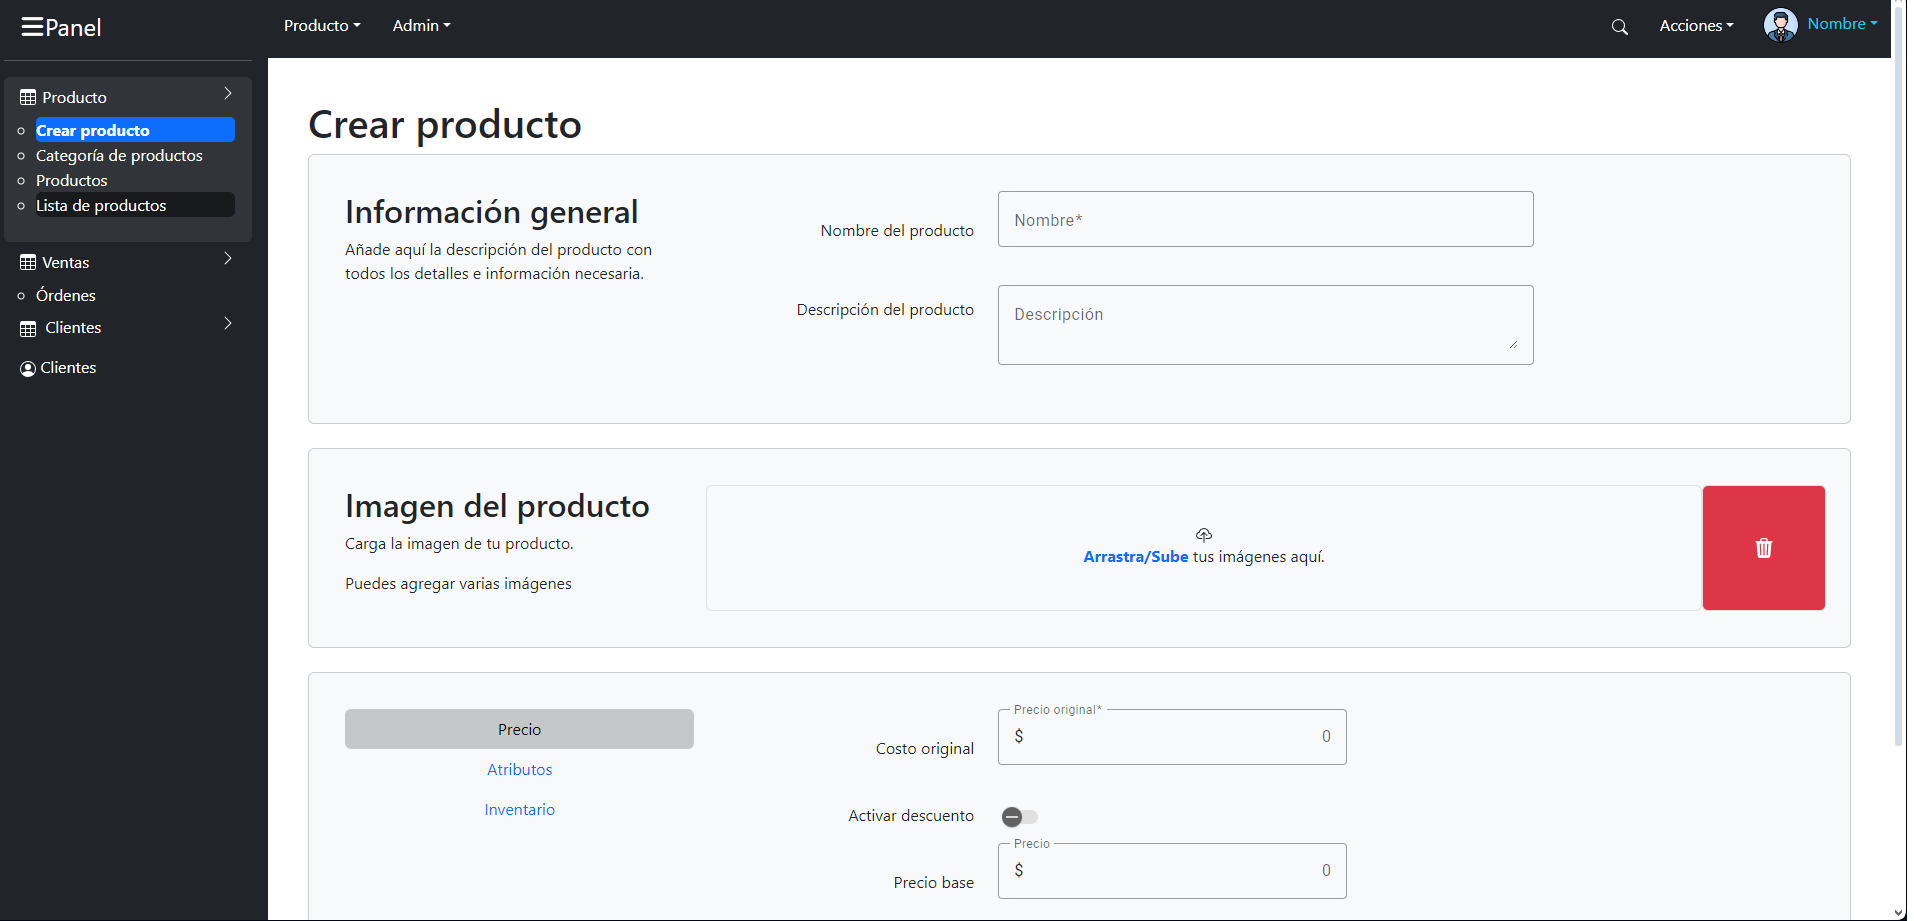 Panel
Producto
Admin
Acciones
Nombre
Producto
Crear producto
Categoría de productos
Productos
Lista de productos
Ventas
Órdenes
Clientes
Clientes
Crear producto
Información general
Añade aquí la descripción del producto con
todos los detalles e información necesaria.
Nombre del producto
Nombre*
Descripción del producto
Descripción
Imagen del producto
Carga la imagen de tu producto.
Puedes agregar varias imágenes
Arrastra/Sube tus imágenes aquí.
Precio
Atributos
Inventario
Costo original
Precio original*
$ 0
Activar descuento
Precio base
Precio
$ 0